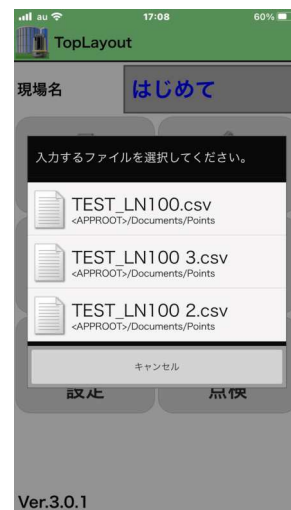 au 17:08 60%
TopLayout
現場名 はじめて
入力するファイルを選択してください。
TEST_LN100.csv
<APPROOT>/Documents/Points
TEST_LN100 3.csv
<APPROOT>/Documents/Points
TEST_LN100 2.csv
<APPROOT>/Documents/Points
キャンセル
設定 点検
Ver.3.0.1